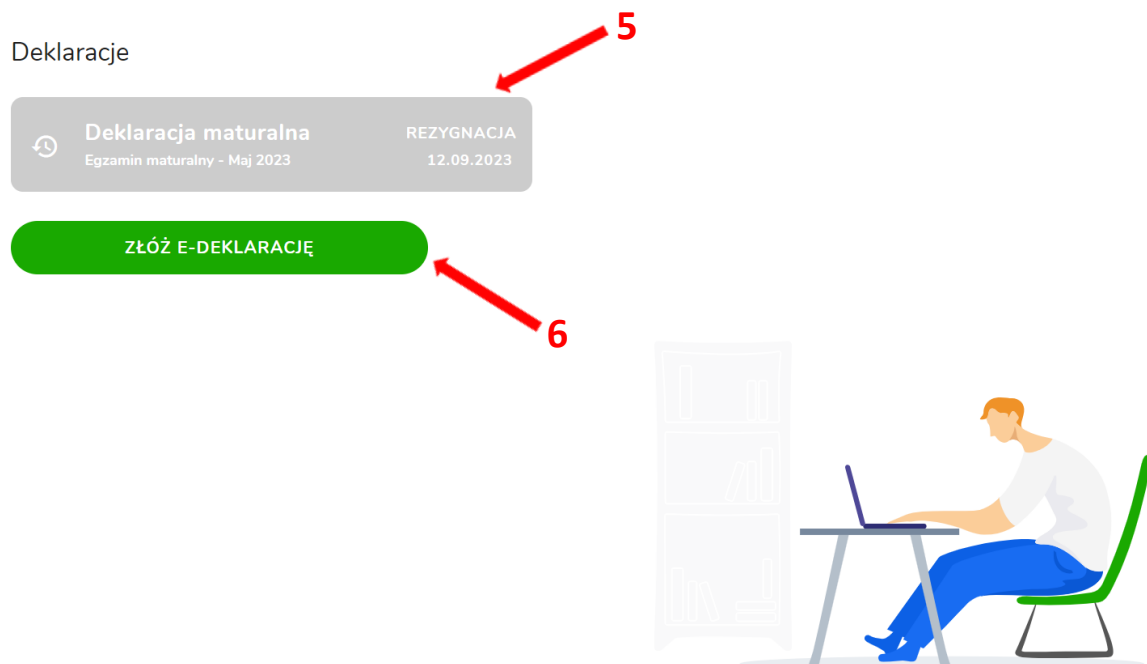 5
Deklaracje
Deklaracja maturalna REZYGNACJA
Egzamin maturalny - Maj 2023 12.09.2023
ZŁÓŻ E-DEKLARACJĘ
6